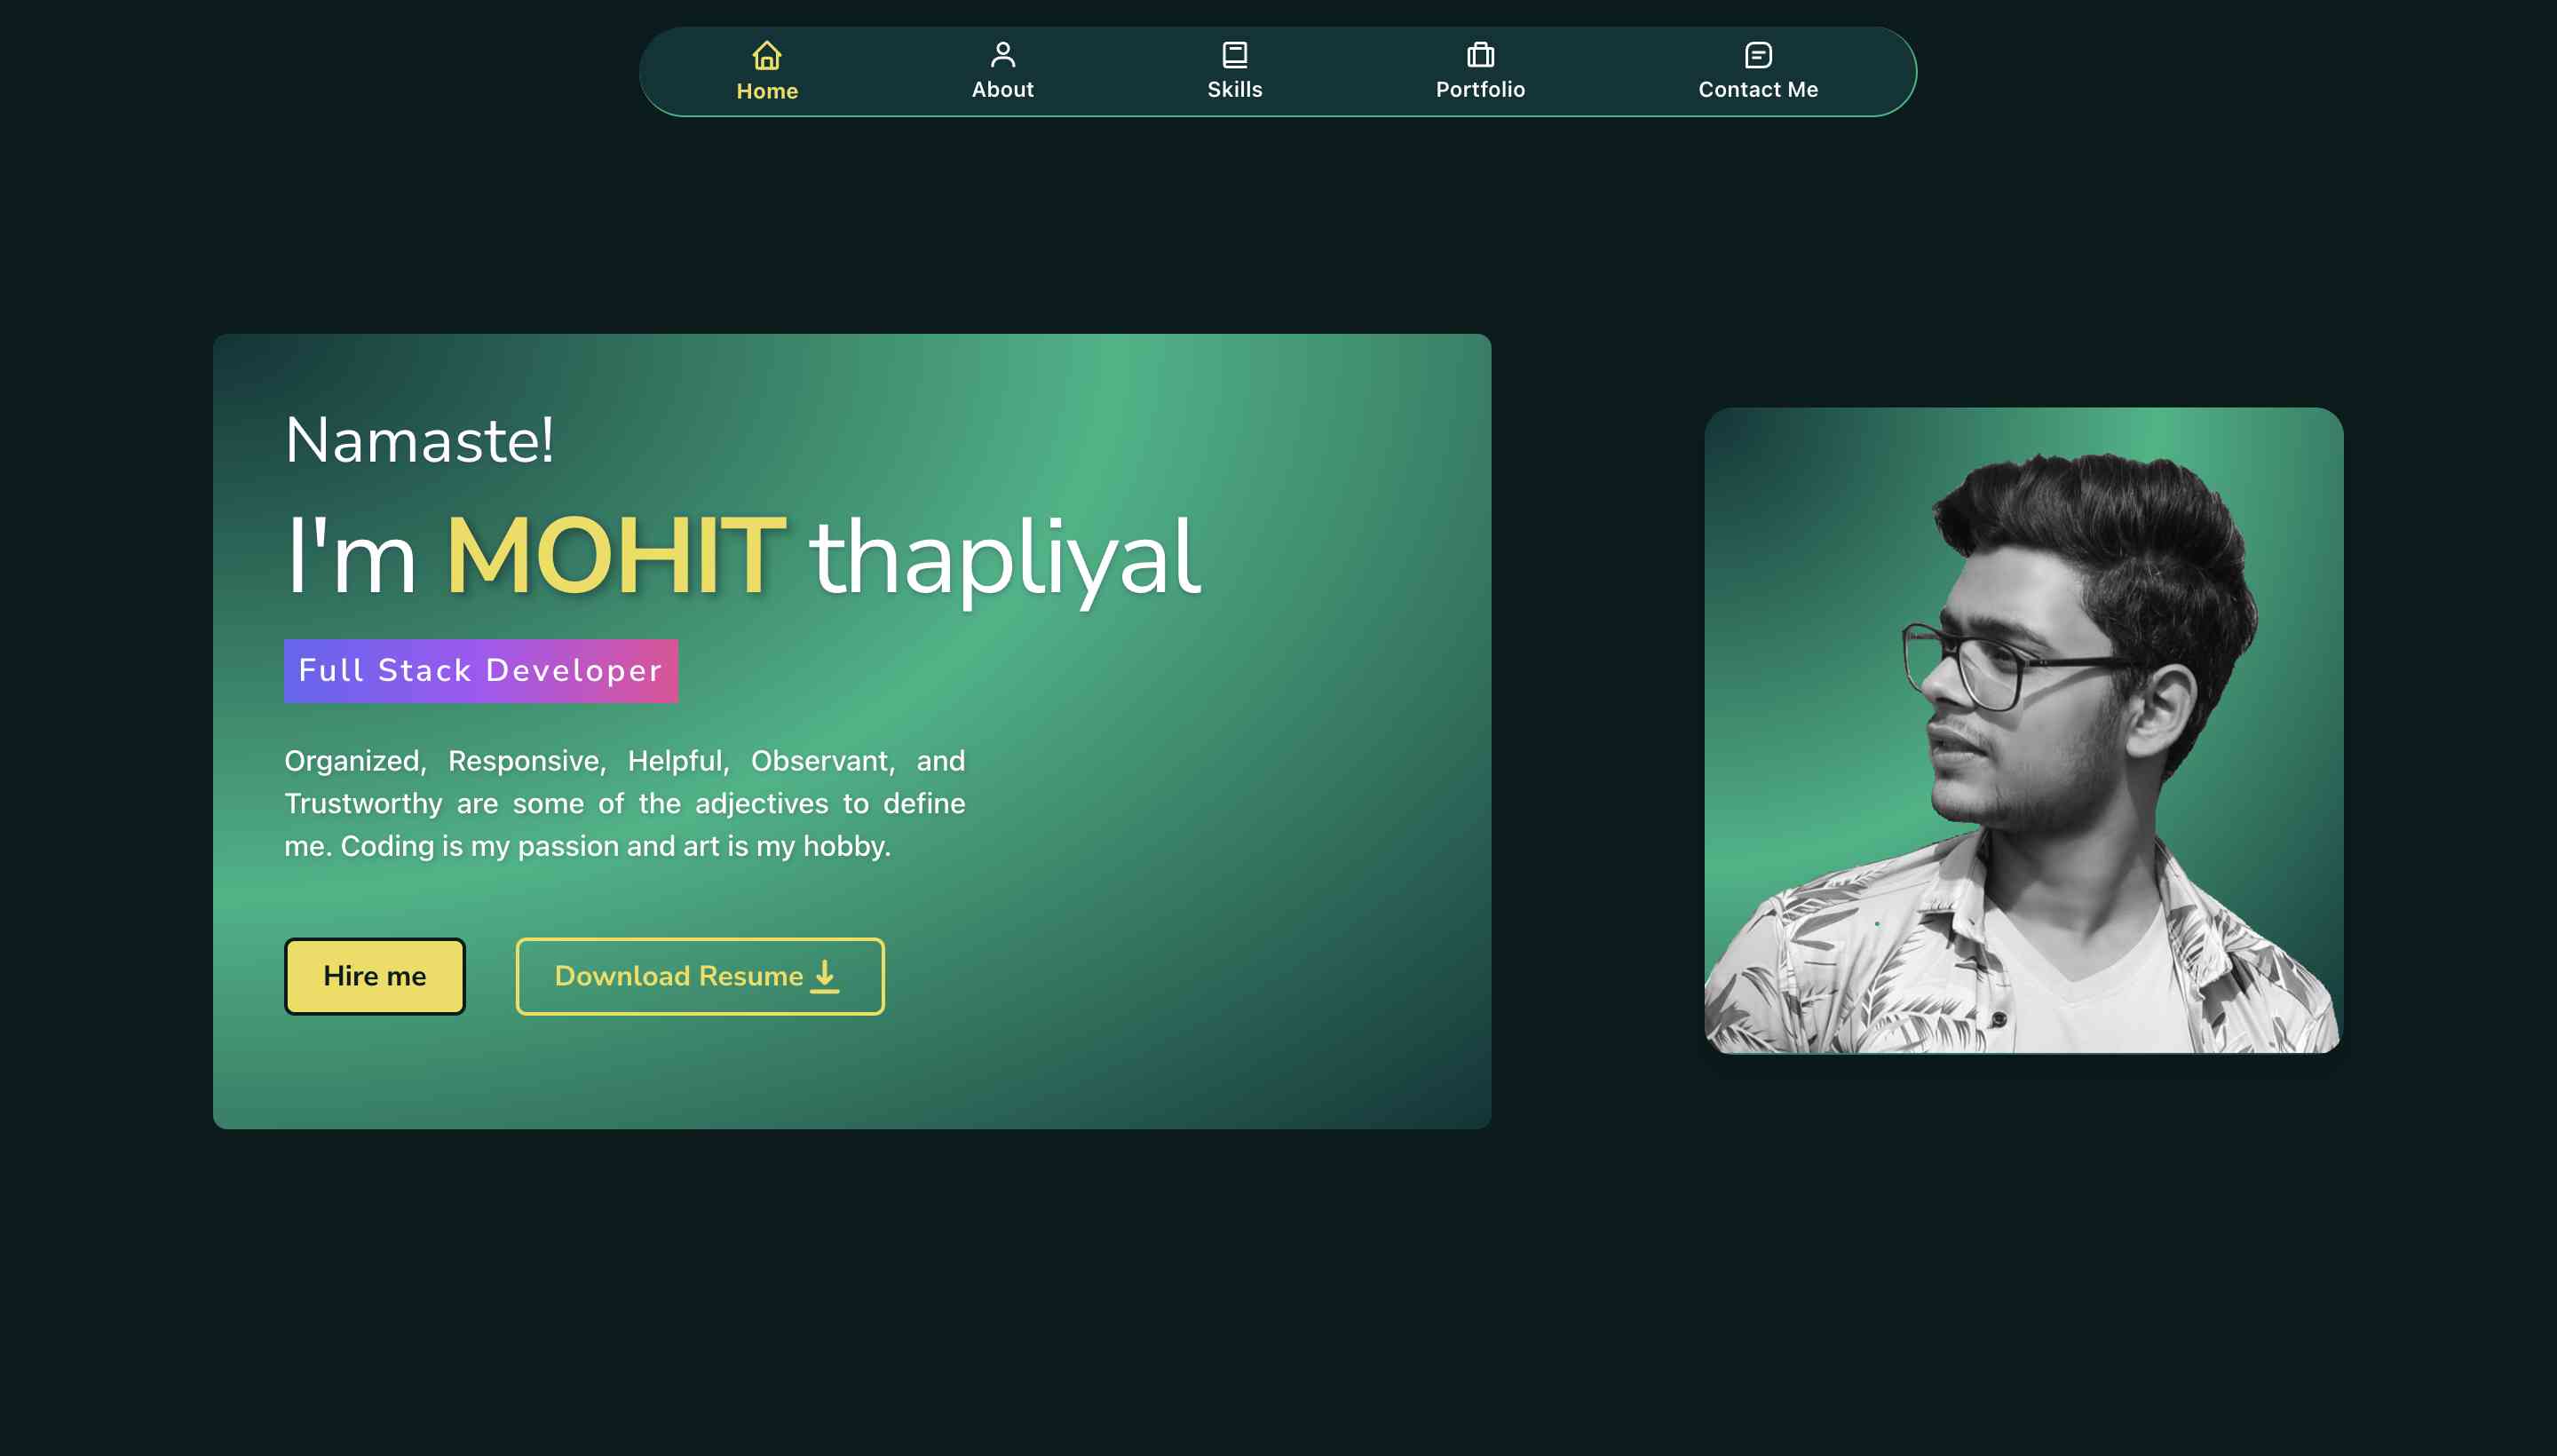 Home
About
Skills
Portfolio
Contact Me
Namaste!
I'm MOHIT thapliyal
Full Stack Developer
Organized, Responsive, Helpful, Observant, and
Trustworthy are some of the adjectives to define
me. Coding is my passion and art is my hobby.
Hire me
Download Resume